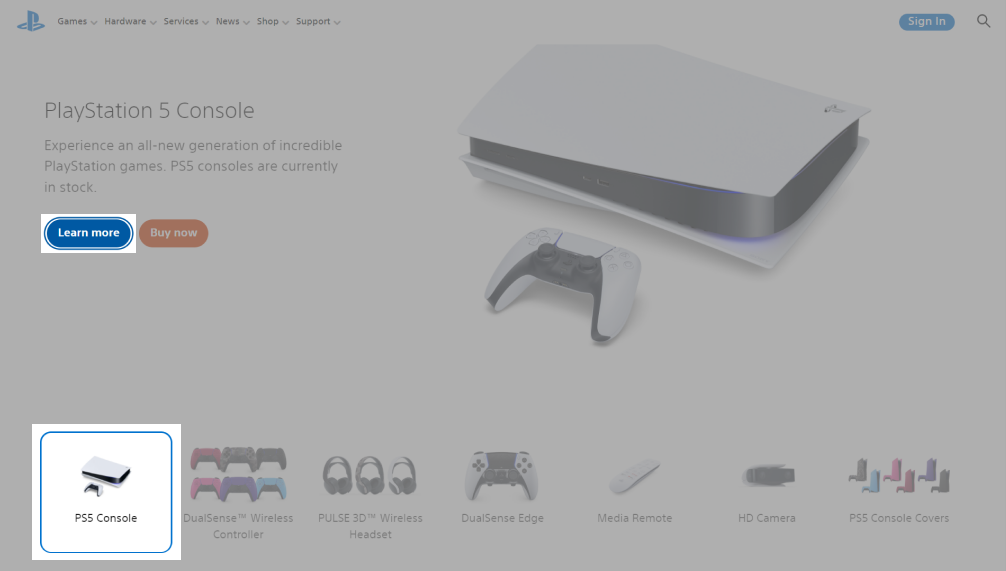 Games Hardware Services News Shop Support Sign In
PlayStation 5 Console
Experience an all-new generation of incredible
PlayStation games. PS5 consoles are currently
in stock.
Learn more Buy now
PS5 Console
DualSense™ Wireless
Controller
PULSE 3D™ Wireless
Headset
DualSense Edge
Media Remote
HD Camera
PS5 Console Covers